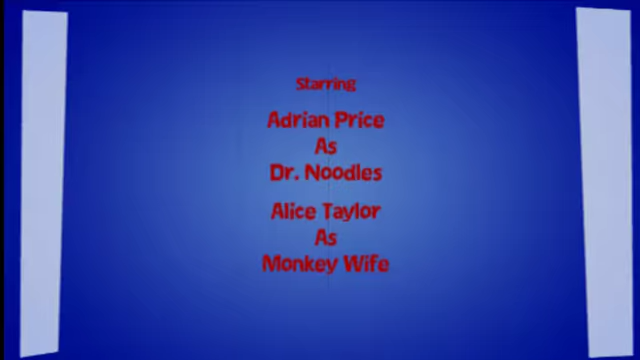 Starring
Adrian Price
As
Dr. Noodles
Alice Taylor
As
Monkey Wife